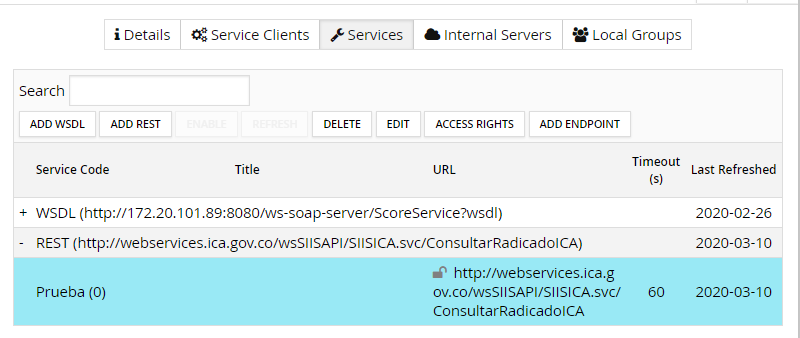 Details Service Clients Services Internal Servers Local Groups
Search
ADD WSDL ADD REST ENABLE REFRESH DELETE EDIT ACCESS RIGHTS ADD ENDPOINT
Service Code Title URL Timeout (s) Last Refreshed
+ WSDL (http://172.20.101.89:8080/ws-soap-server/ScoreService?wsdl) 2020-02-26
- REST (http://webservices.ica.gov.co/wsSIISAPI/SIISICA.svc/ConsultarRadicadoICA) 2020-03-10
Prueba (0) http://webservices.ica.g
ov.co/wsSIISAPI/SIISICA.svc/ 60 2020-03-10
ConsultarRadicadoICA